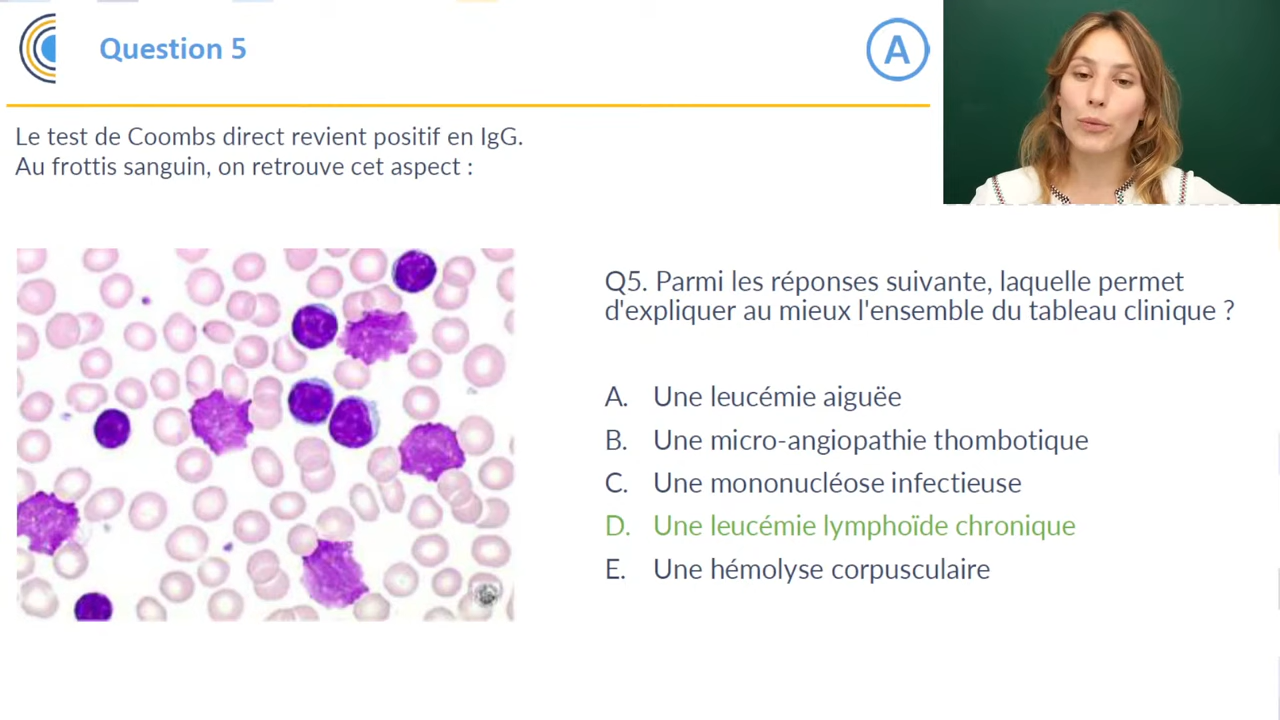 Question 5
A
Le test de Coombs direct revient positif en IgG.
Au frottis sanguin, on retrouve cet aspect :
Q5. Parmi les réponses suivante, laquelle permet
d'expliquer au mieux l'ensemble du tableau clinique ?
A. Une leucémie aiguëe
B. Une micro-angiopathie thombotique
C. Une mononucléose infectieuse
D. Une leucémie lymphoïde chronique
E. Une hémolyse corpusculaire